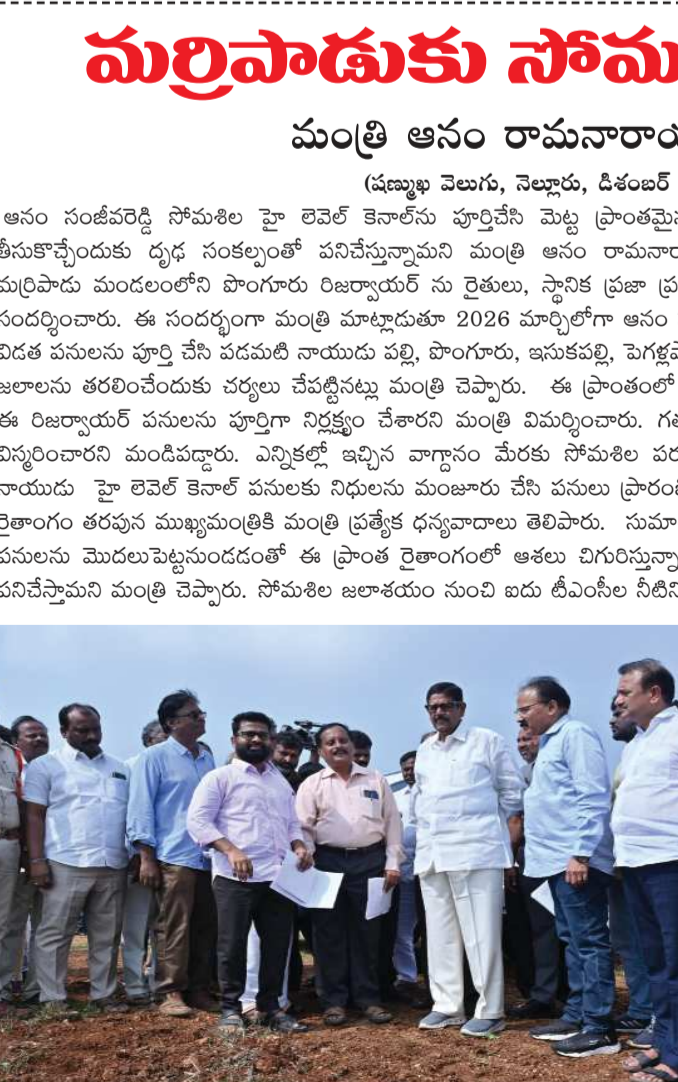 మర్రిపాడుకు సోమ
మంత్రి ఆనం రామనారాయ
(షణ్ముఖ వెలుగు, నెల్లూరు, డిశంబర్
ఆనం సంజీవరెడ్డి సోమశిల హై లెవెల్ కెనాల్‌ను పూర్తిచేసి మెట్ట ప్రాంతమైన
తీసుకొచ్చేందుకు దృఢ సంకల్పంతో పనిచేస్తున్నామని మంత్రి ఆనం రామనారా
మర్రిపాడు మండలంలోని పొంగూరు రిజర్వాయర్ ను రైతులు, స్థానిక ప్రజా ప్ర
సందర్శించారు. ఈ సందర్భంగా మంత్రి మాట్లాడుతూ 2026 మార్చిలోగా ఆనం
విడత పనులను పూర్తి చేసి పడమటి నాయుడు పల్లి, పొంగూరు, ఇసుకపల్లి, పెగళ్లప
జలాలను తరలించేందుకు చర్యలు చేపట్టినట్లు మంత్రి చెప్పారు. ఈ ప్రాంతంలో
ఈ రిజర్వాయర్ పనులను పూర్తిగా నిర్లక్ష్యం చేశారని మంత్రి విమర్శించారు. గత
విస్మరించారని మండిపడ్డారు. ఎన్నికల్లో ఇచ్చిన వాగ్దానం మేరకు సోమశిల పర
నాయుడు హై లెవెల్ కెనాల్ పనులకు నిధులను మంజూరు చేసి పనులు ప్రారం
రైతాంగం తరపున ముఖ్యమంత్రికి మంత్రి ప్రత్యేక ధన్యవాదాలు తెలిపారు. సుమా
పనులను మొదలుపెట్టనుండడంతో ఈ ప్రాంత రైతాంగంలో ఆశలు చిగురిస్తున్నా
పనిచేస్తామని మంత్రి చెప్పారు. సోమశిల జలాశయం నుంచి ఐదు టీఎంసీల నీటిని